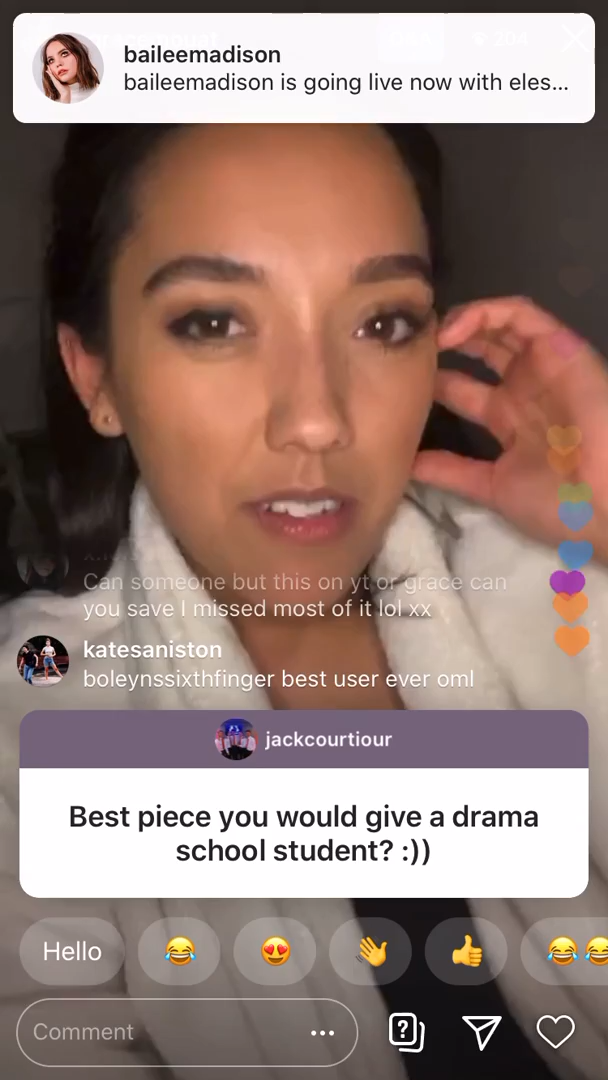 baileemadison
baileemadison is going live now with eles...
204
Can someone but this on yt or grace can
you save I missed most of it lol xx
katesaniston
boleynssixthfinger best user ever oml
jackcourtiour
Best piece you would give a drama
school student? :))
Hello
Comment